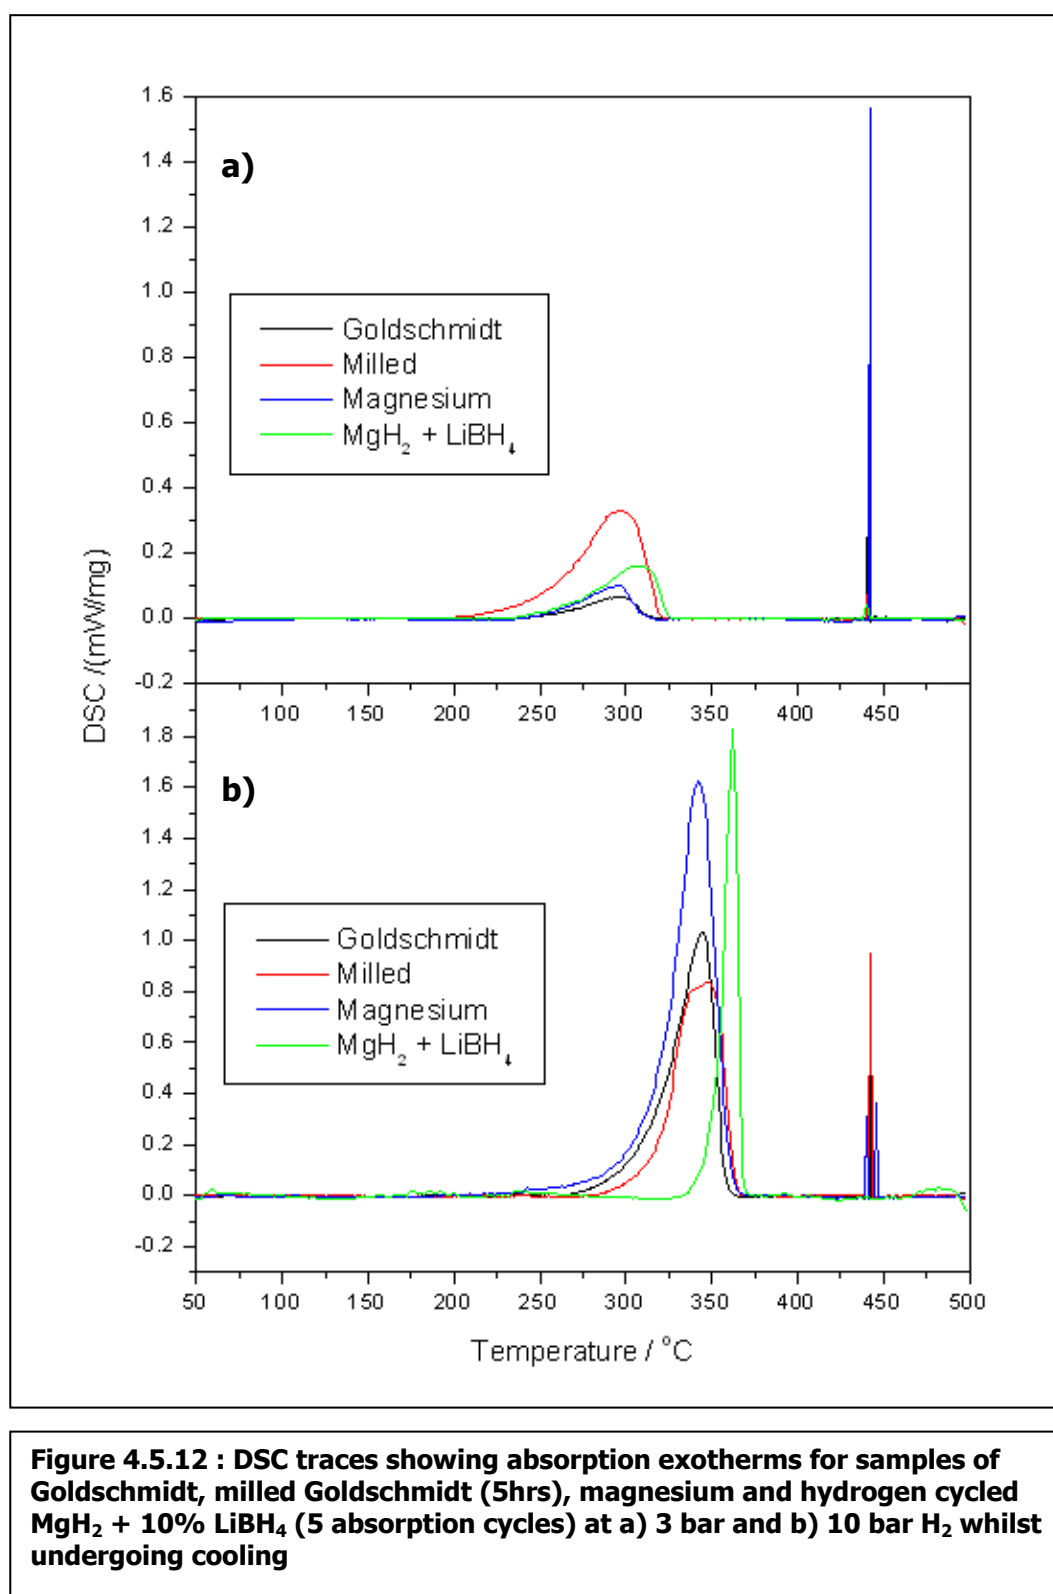 1.6
a)
1.4
1.2
1.0
0.8
0.6
0.4
0.2
0.0
-0.2
Goldschmidt
Milled
Magnesium
MgH₂ + LiBH₄
100 150 200 250 300 350 400 450
DSC /(mW/mg)
1.8
b)
1.6
1.4
1.2
1.0
0.8
0.6
0.4
0.2
0.0
-0.2
Goldschmidt
Milled
Magnesium
MgH₂ + LiBH₄
50 100 150 200 250 300 350 400 450 500
Temperature / °C
Figure 4.5.12 : DSC traces showing absorption exotherms for samples of
Goldschmidt, milled Goldschmidt (5hrs), magnesium and hydrogen cycled
MgH₂ + 10% LiBH₄ (5 absorption cycles) at a) 3 bar and b) 10 bar H₂ whilst
undergoing cooling